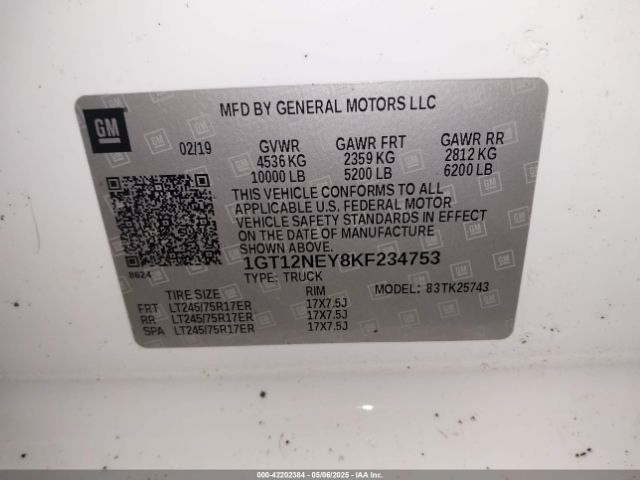 MFD BY GENERAL MOTORS LLC
GM
02/19 GVWR GAWR FRT GAWR RR
4536 KG 2359 KG 2812 KG
10000 LB 5200 LB 6200 LB
THIS VEHICLE CONFORMS TO ALL
APPLICABLE U.S. FEDERAL MOTOR
VEHICLE SAFETY STANDARDS IN EFFECT
ON THE DATE OF MANUFACTURE
SHOWN ABOVE.
8624
1GT12NEY8KF234753
TYPE: TRUCK MODEL: 83TK25743
TIRE SIZE RIM
FRT LT245/75R17ER 17X7.5J
RR LT245/75R17ER 17X7.5J
SPA LT245/75R17ER 17X7.5J
000-42202384 - 05/06/2025 - IAA Inc.